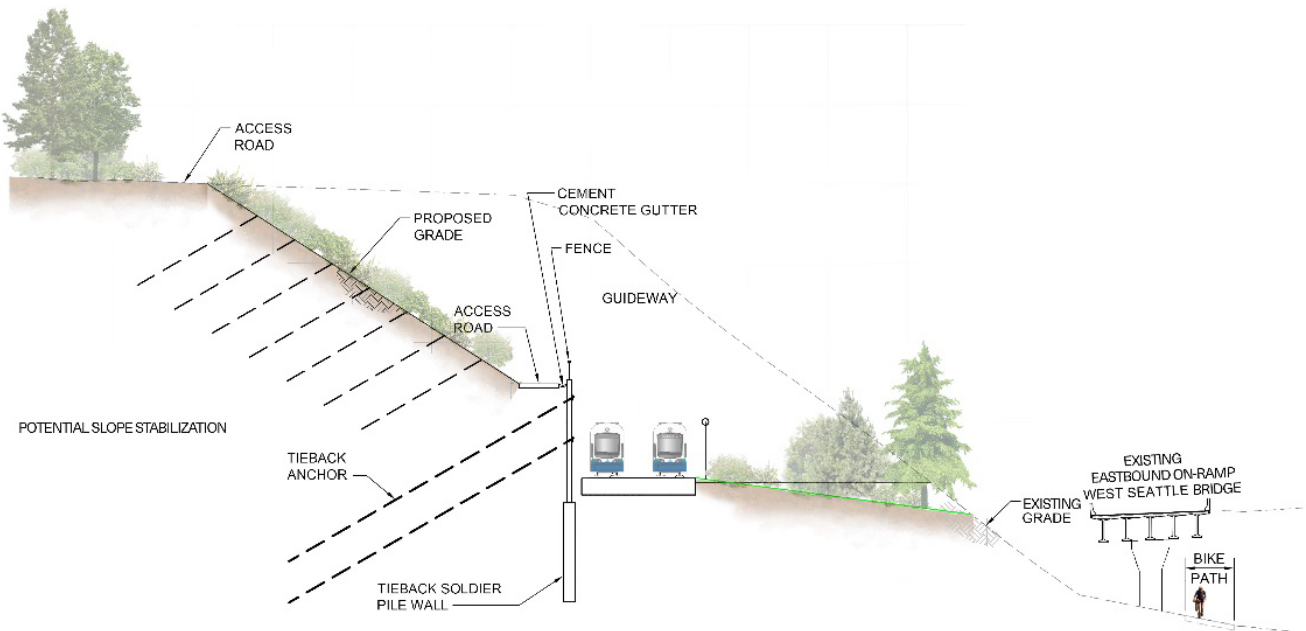 ACCESS
ROAD
CEMENT
CONCRETE GUTTER
PROPOSED
GRADE
FENCE
GUIDEWAY
ACCESS
ROAD
POTENTIAL SLOPE STABILIZATION
TIEBACK
ANCHOR
EXISTING
EASTBOUND ON-RAMP
WEST SEATTLE BRIDGE
EXISTING
GRADE
BIKE
PATH
TIEBACK SOLDIER
PILE WALL